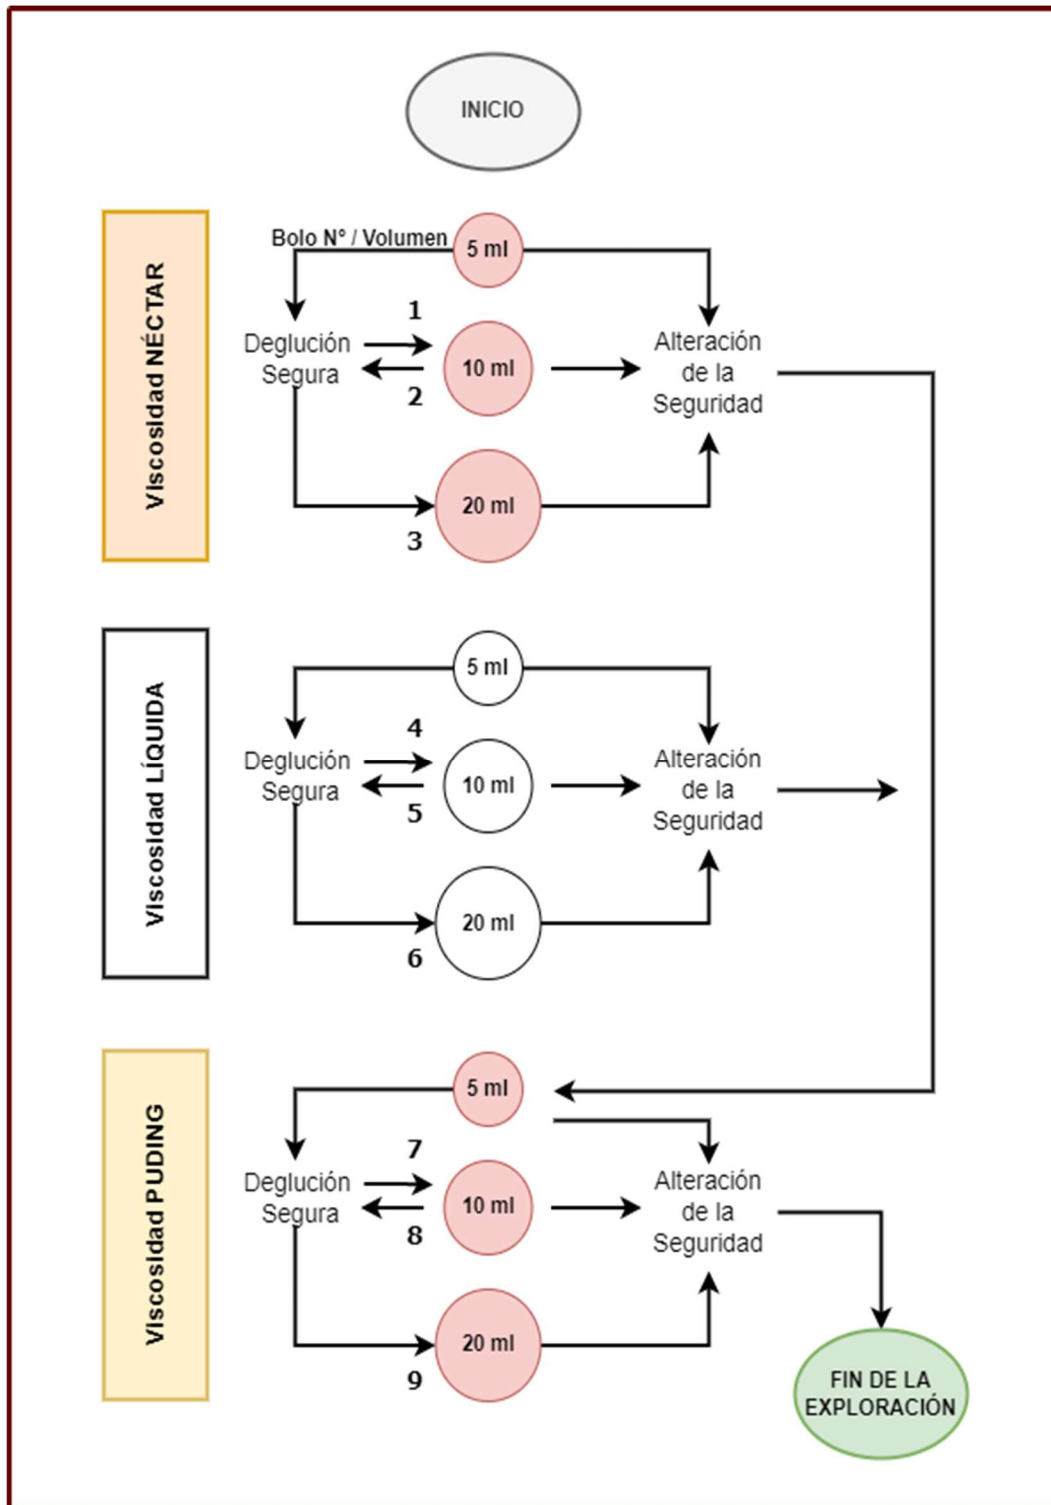 INICIO
Viscosidad NÉCTAR
Bolo N° / Volumen
5 ml
1
Deglución
Segura
10 ml
2
Alteración
de la
Seguridad
20 ml
3
Viscosidad LÍQUIDA
5 ml
4
Deglución
Segura
10 ml
5
Alteración
de la
Seguridad
20 ml
6
Viscosidad PUDING
5 ml
7
Deglución
Segura
10 ml
8
Alteración
de la
Seguridad
20 ml
9
FIN DE LA
EXPLORACIÓN